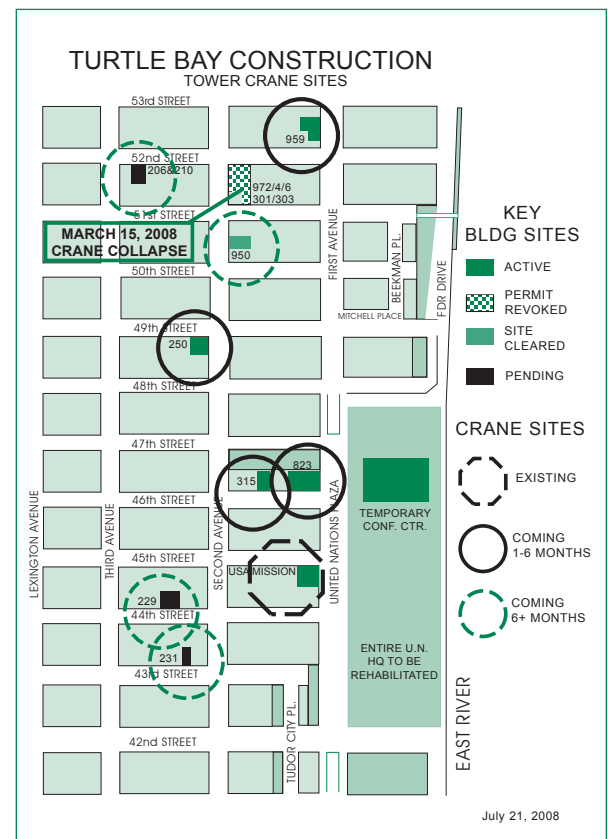 TURTLE BAY CONSTRUCTION
TOWER CRANE SITES
53rd STREET
959
52nd STREET
206&210
972/4/6
301/303
51st STREET
MARCH 15, 2008
CRANE COLLAPSE
950
50th STREET
FIRST AVENUE
BEEKMAN PL.
FDR DRIVE
MITCHELL PLACE
49th STREET
250
48th STREET
47th STREET
823
315
46th STREET
TEMPORARY
CONF. CTR.
LEXINGTON AVENUE
THIRD AVENUE
SECOND AVENUE
UNITED NATIONS PLAZA
45th STREET
USA MISSION
229
44th STREET
231
ENTIRE U.N.
HQ TO BE
REHABILITATED
43rd STREET
TUDOR CITY PL.
42nd STREET
EAST RIVER
KEY
BLDG SITES
ACTIVE
PERMIT
REVOKED
SITE
CLEARED
PENDING
CRANE SITES
EXISTING
COMING
1-6 MONTHS
COMING
6+ MONTHS
July 21, 2008